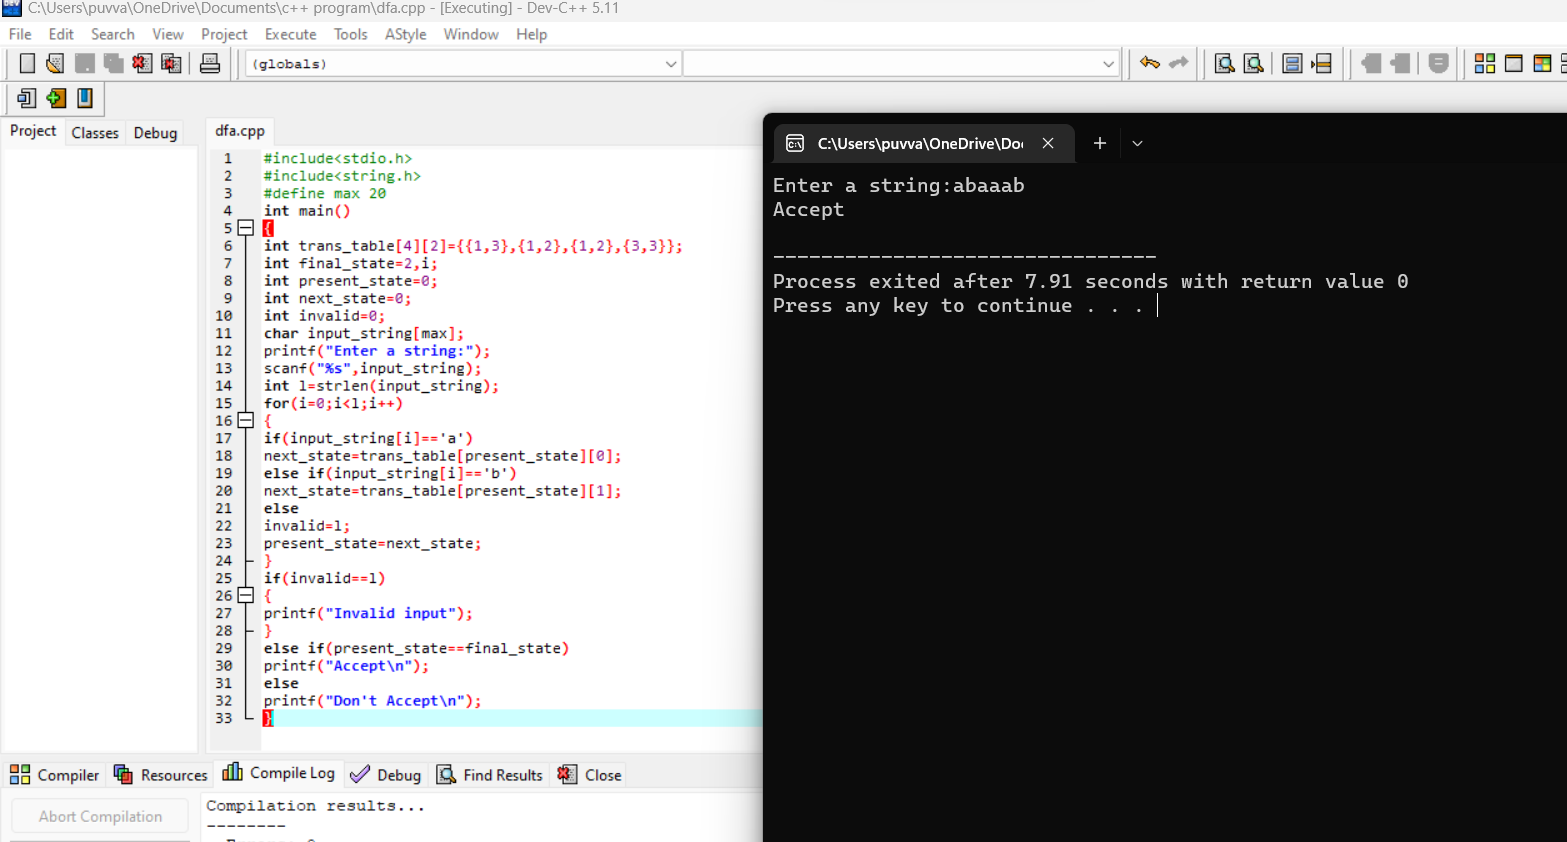 C:\Users\puvva\OneDrive\Documents\c++ program\dfa.cpp - [Executing] - Dev-C++ 5.11
File Edit Search View Project Execute Tools AStyle Window Help
(globals)
Project Classes Debug
dfa.cpp
1 #include<stdio.h>
2 #include<string.h>
3 #define max 20
4 int main()
5 {
6 int trans_table[4][2]={{1,3},{1,2},{1,2},{3,3}};
7 int final_state=2,i;
8 int present_state=0;
9 int next_state=0;
10 int invalid=0;
11 char input_string[max];
12 printf("Enter a string:");
13 scanf("%s",input_string);
14 int l=strlen(input_string);
15 for(i=0;i<l;i++)
16 {
17 if(input_string[i]=='a')
18 next_state=trans_table[present_state][0];
19 else if(input_string[i]=='b')
20 next_state=trans_table[present_state][1];
21 else
22 invalid=l;
23 present_state=next_state;
24 }
25 if(invalid==l)
26 {
27 printf("Invalid input");
28 }
29 else if(present_state==final_state)
30 printf("Accept\n");
31 else
32 printf("Don't Accept\n");
33 }
C:\Users\puvva\OneDrive\Do
Enter a string:abaaab
Accept
--------------------------------
Process exited after 7.91 seconds with return value 0
Press any key to continue . . .
Compiler Resources Compile Log Debug Find Results Close
Abort Compilation
Compilation results...
--------